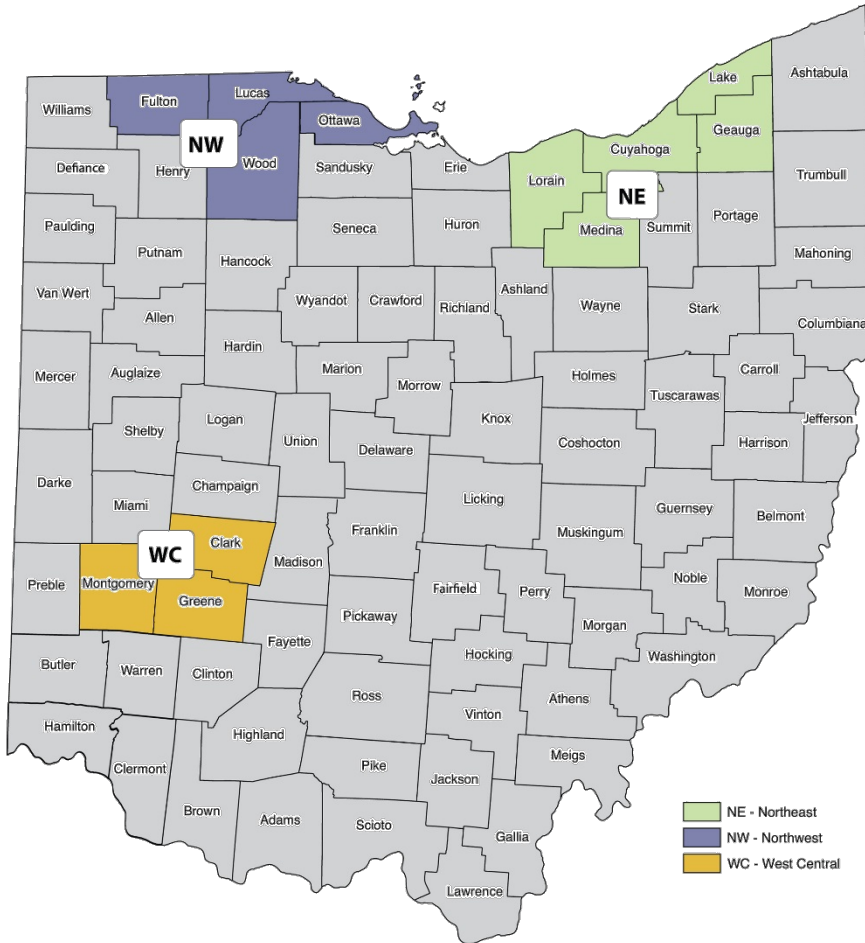 Lake
Ashtabula
Lucas
Fulton
Williams
Ottawa
Geauga
Cuyahoga
NW
Wood
Defiance
Henry
Sandusky
Erie
Lorain
Trumbull
NE
Portage
Paulding
Seneca
Huron
Medina
Summit
Putnam
Mahoning
Hancock
Van Wert
Wyandot
Crawford
Richland
Ashland
Wayne
Stark
Allen
Columbiana
Hardin
Marion
Mercer
Auglaize
Morrow
Holmes
Carroll
Tuscarawas
Logan
Knox
Jefferson
Shelby
Union
Coshocton
Harrison
Delaware
Darke
Champaign
Licking
Miami
Guernsey
Belmont
Franklin
Muskingum
Clark
WC
Madison
Preble
Montgomery
Noble
Fairfield
Perry
Monroe
Greene
Pickaway
Morgan
Fayette
Hocking
Washington
Butler
Warren
Clinton
Ross
Athens
Vinton
Hamilton
Highland
Meigs
Clermont
Pike
Jackson
Brown
Adams
Scioto
Gallia
Lawrence
NE - Northeast
NW - Northwest
WC - West Central